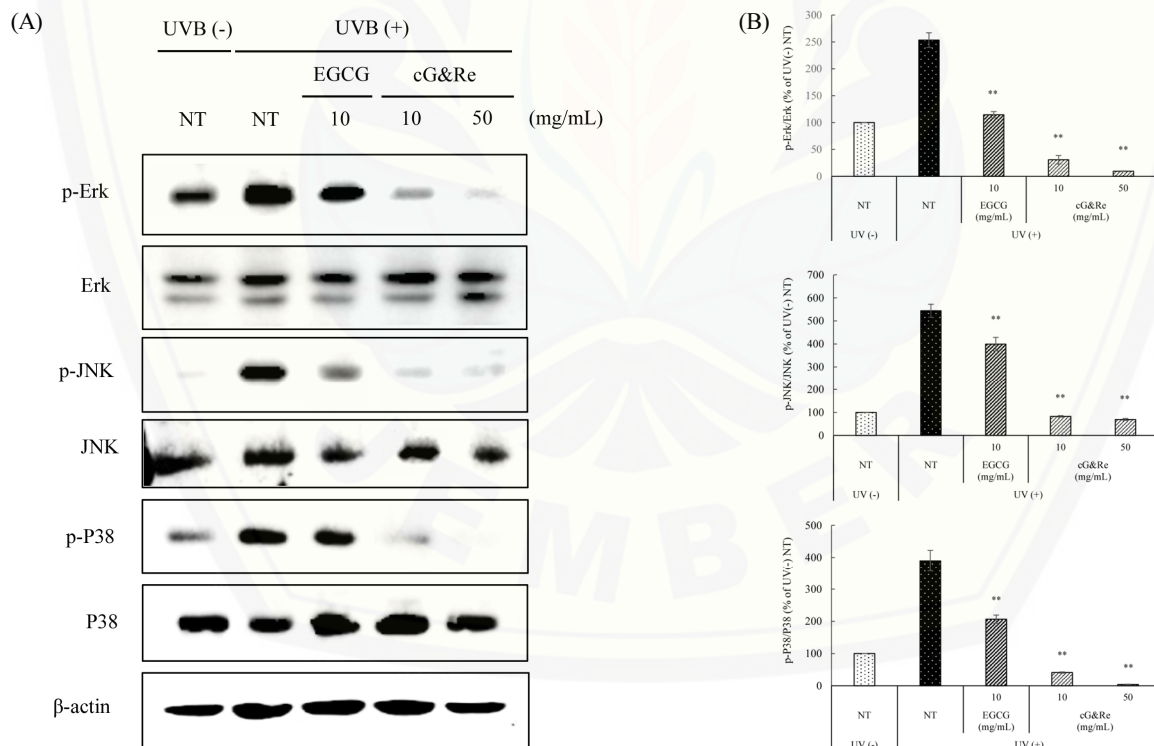 (A)
UVB (-) UVB (+)
EGCG cG&Re
NT NT 10 10 50 (mg/mL)
p-Erk
Erk
p-JNK
JNK
p-P38
P38
β-actin
(B)
p-Erk/Erk (% of UV(-) NT)
300
250
200
150
100
50
0
**
**
**
10 10 50
NT NT EGCG cG&Re
(mg/mL) (mg/mL)
UV (-) UV (+)
p-JNK/JNK (% of UV(-) NT)
700
600
500
400
300
200
100
0
**
**
**
10 10 50
NT NT EGCG cG&Re
(mg/mL) (mg/mL)
UV (-) UV (+)
p-P38/P38 (% of UV(-) NT)
500
400
300
200
100
0
**
**
**
10 10 50
NT NT EGCG cG&Re
(mg/mL) (mg/mL)
UV (-) UV (+)
EMBER